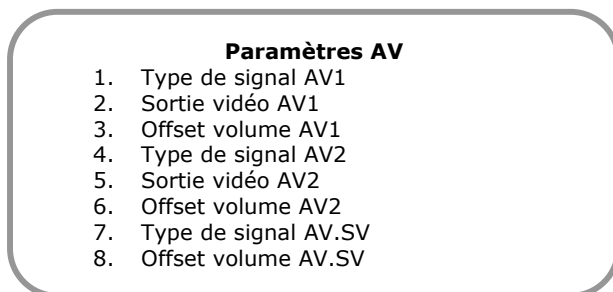 Paramètres AV
1. Type de signal AV1
2. Sortie vidéo AV1
3. Offset volume AV1
4. Type de signal AV2
5. Sortie vidéo AV2
6. Offset volume AV2
7. Type de signal AV.SV
8. Offset volume AV.SV